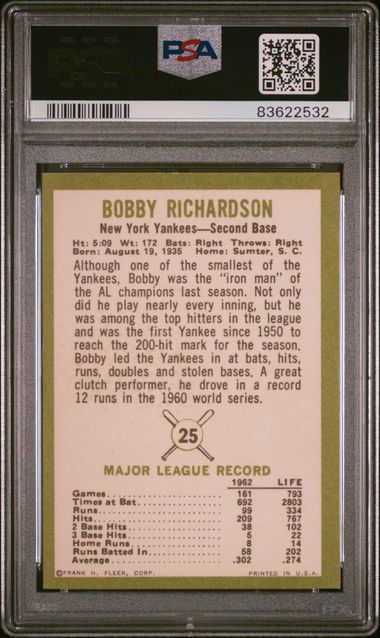 PSA
83622532
BOBBY RICHARDSON
New York Yankees—Second Base
Ht: 5:09 Wt: 172 Bats: Right Throws: Right
Born: August 19, 1935 Home: Sumter, S. C.
Although one of the smallest of the
Yankees, Bobby was the "iron man" of
the AL champions last season. Not only
did he play nearly every inning, but he
was among the top hitters in the league
and was the first Yankee since 1950 to
reach the 200-hit mark for the season.
Bobby led the Yankees in at bats, hits,
runs, doubles and stolen bases. A great
clutch performer, he drove in a record
12 runs in the 1960 world series.
25
MAJOR LEAGUE RECORD
1962 LIFE
Games 161 793
Times at Bat 692 2803
Runs 99 334
Hits 209 767
2 Base Hits 38 102
3 Base Hits 5 22
Home Runs 8 14
Runs Batted In 58 202
Average .302 .274
©FRANK H. FLEER, CORP. PRINTED IN U.S.A.